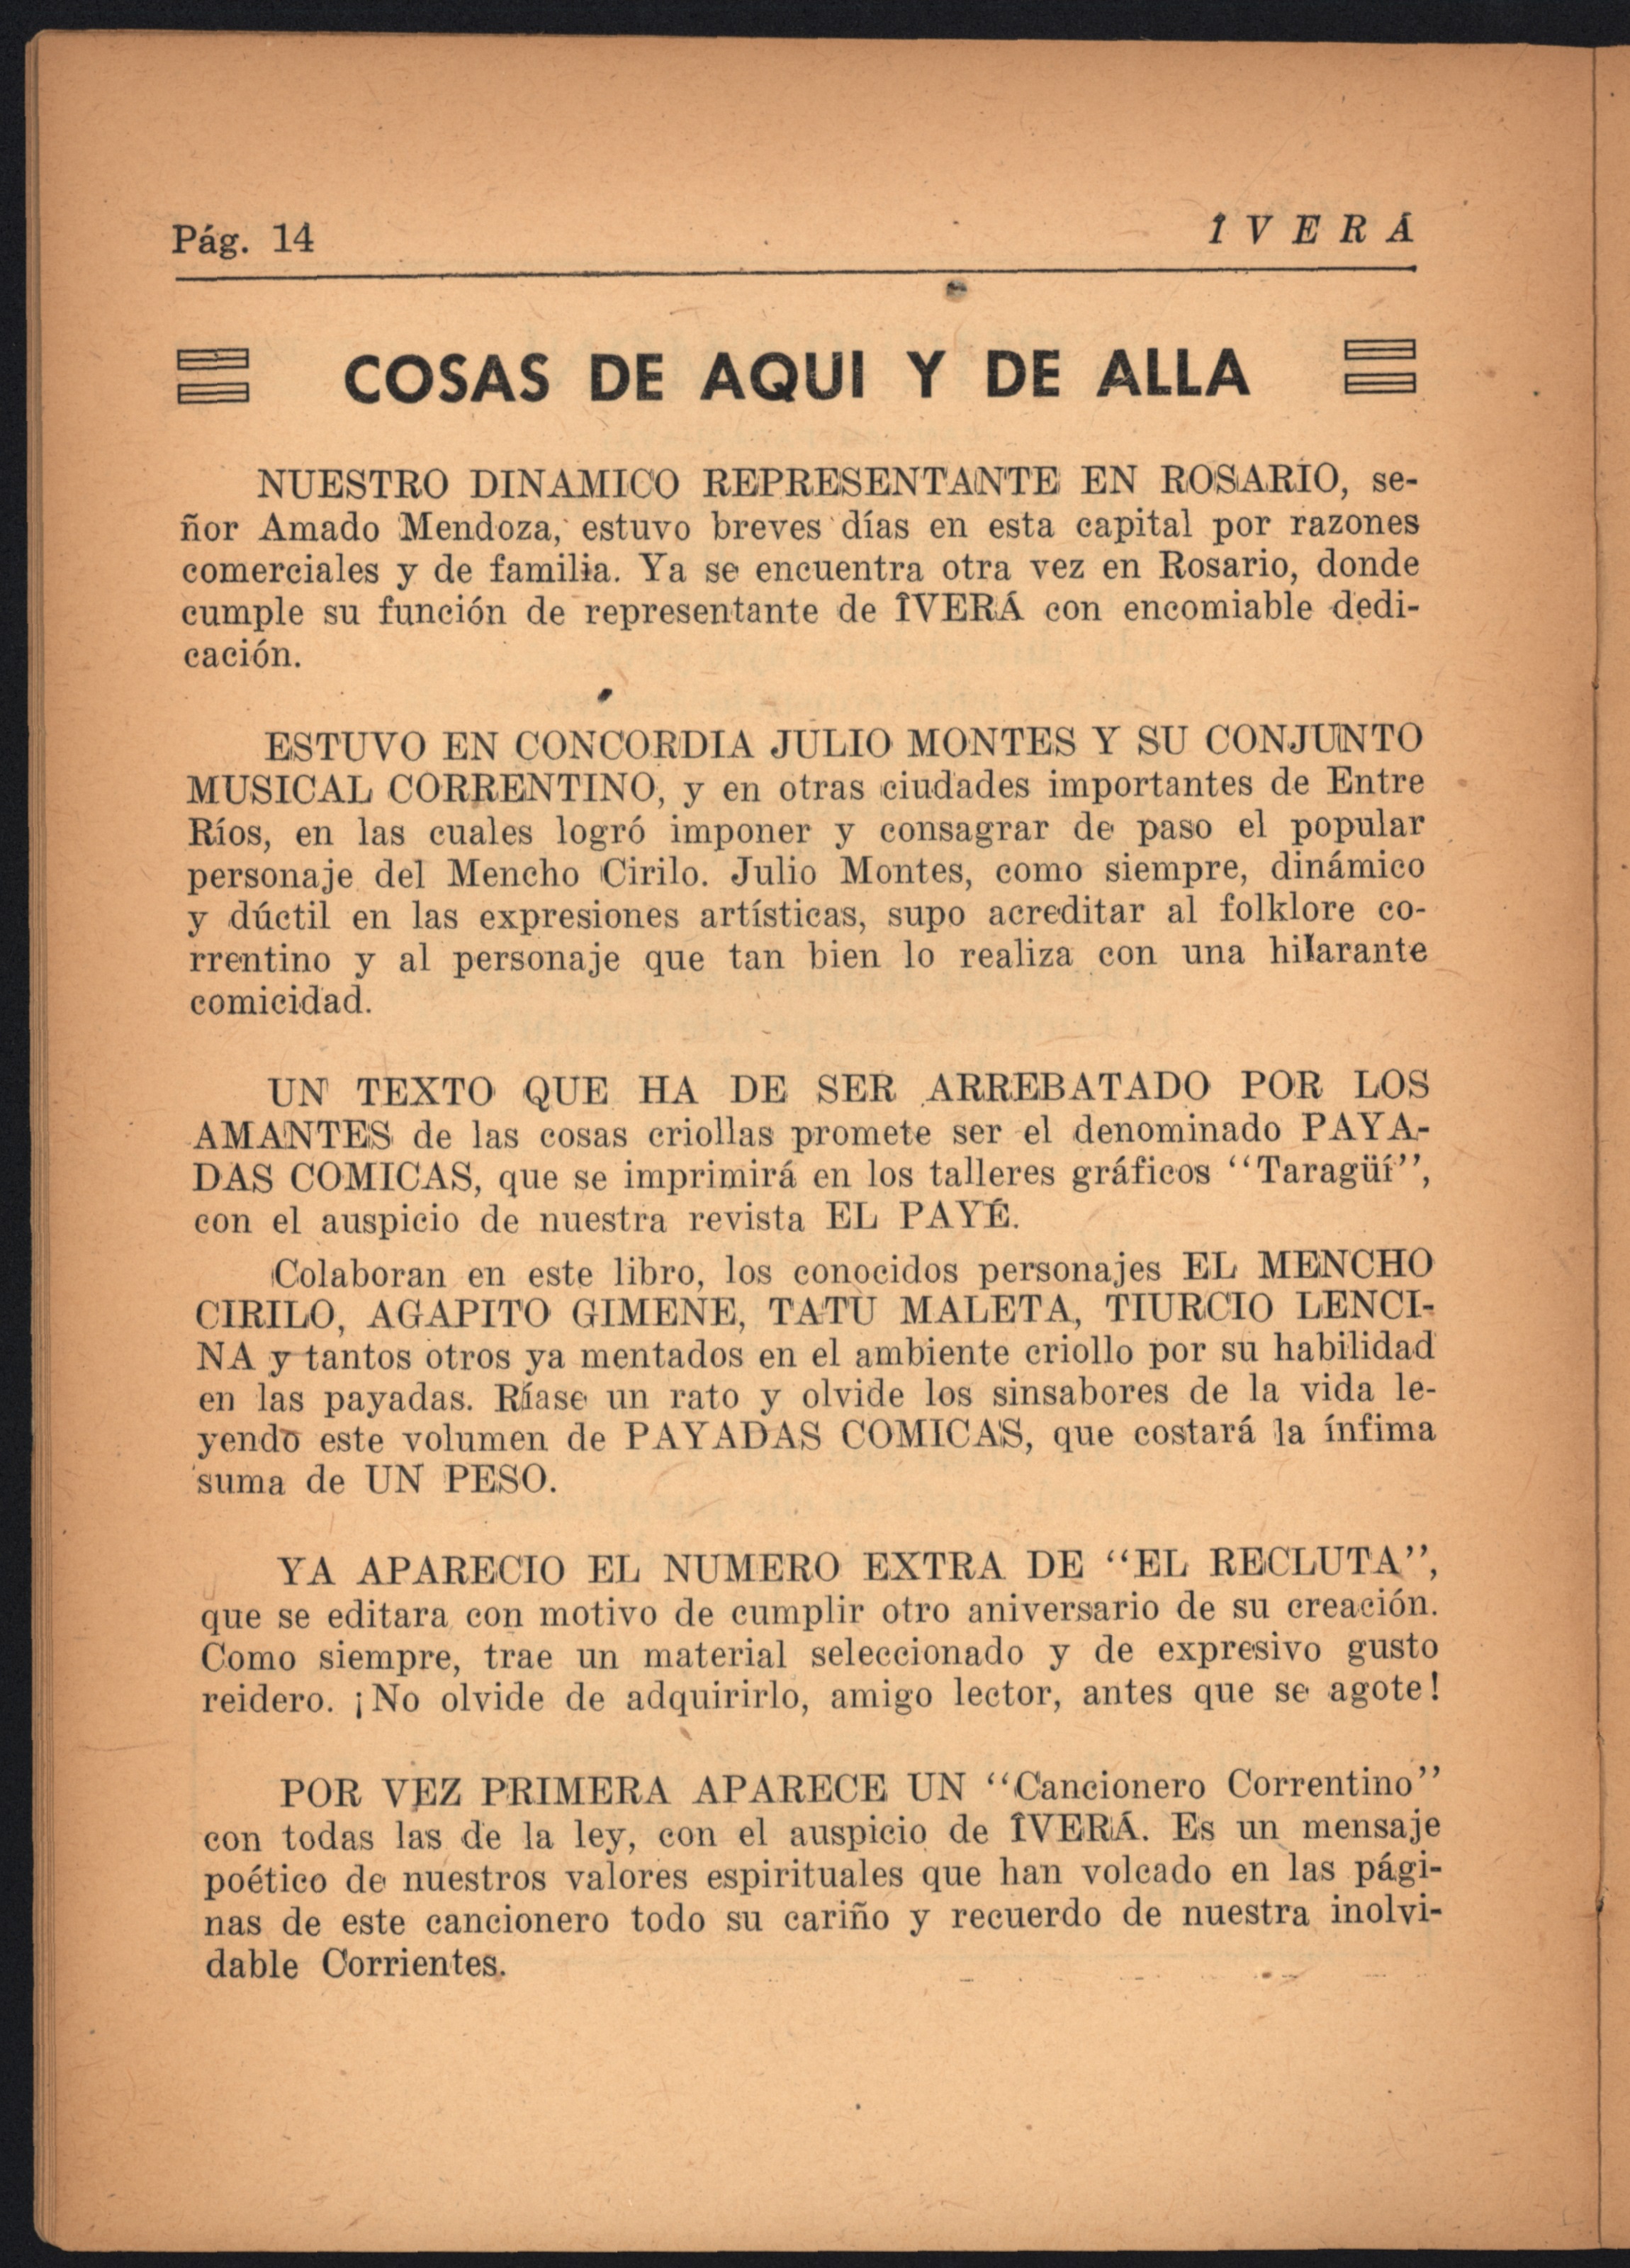 Pág. 14
ÎVERÁ
COSAS DE AQUI Y DE ALLA
NUESTRO DINAMICO REPRESENTANTE EN ROSARIO, se-
ñor Amado Mendoza, estuvo breves días en esta capital por razones
comerciales y de familia. Ya se encuentra otra vez en Rosario, donde
cumple su función de representante de ÎVERÁ con encomiable dedi-
cación.
ESTUVO EN CONCORDIA JULIO MONTES Y SU CONJUNTO
MUSICAL CORRENTINO, y en otras ciudades importantes de Entre
Ríos, en las cuales logró imponer y consagrar de paso el popular
personaje del Mencho Cirilo. Julio Montes, como siempre, dinámico
y dúctil en las expresiones artísticas, supo acreditar al folklore co-
rrentino y al personaje que tan bien lo realiza con una hilarante
comicidad.
UN TEXTO QUE HA DE SER ARREBATADO POR LOS
AMANTES de las cosas criollas promete ser el denominado PAYA-
DAS COMICAS, que se imprimirá en los talleres gráficos "Taragüí",
con el auspicio de nuestra revista EL PAYÉ.
Colaboran en este libro, los conocidos personajes EL MENCHO
CIRILO, AGAPITO GIMENE, TATU MALETA, TIURCIO LENCI-
NA y tantos otros ya mentados en el ambiente criollo por su habilidad
en las payadas. Ríase un rato y olvide los sinsabores de la vida le-
yendo este volumen de PAYADAS COMICAS, que costará la ínfima
suma de UN PESO.
YA APARECIO EL NUMERO EXTRA DE "EL RECLUTA",
que se editara con motivo de cumplir otro aniversario de su creación.
Como siempre, trae un material seleccionado y de expresivo gusto
reidero. ¡No olvide de adquirirlo, amigo lector, antes que se agote!
POR VEZ PRIMERA APARECE UN "Cancionero Correntino"
con todas las de la ley, con el auspicio de ÎVERÁ. Es un mensaje
poético de nuestros valores espirituales que han volcado en las pági-
nas de este cancionero todo su cariño y recuerdo de nuestra inolvi-
dable Corrientes.